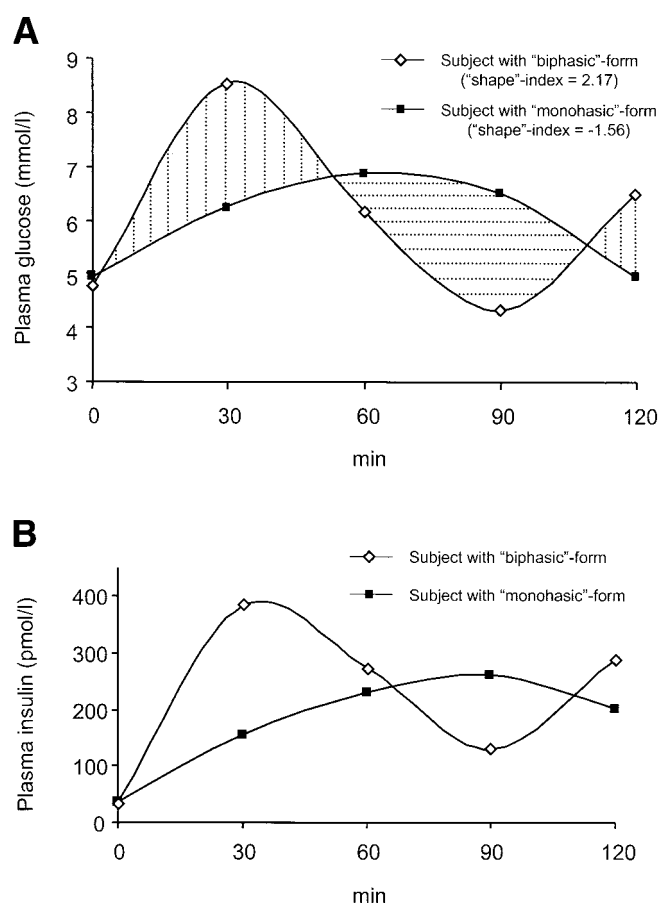 A
9
8
7
6
5
4
3
Plasma glucose (mmol/l)
Subject with "biphasic"-form
("shape"-index = 2.17)
Subject with "monohasic"-form
("shape"-index = -1.56)
0 30 60 90 120
min
B
400
300
200
100
0
Plasma insulin (pmol/l)
Subject with "biphasic"-form
Subject with "monohasic"-form
0 30 60 90 120
min